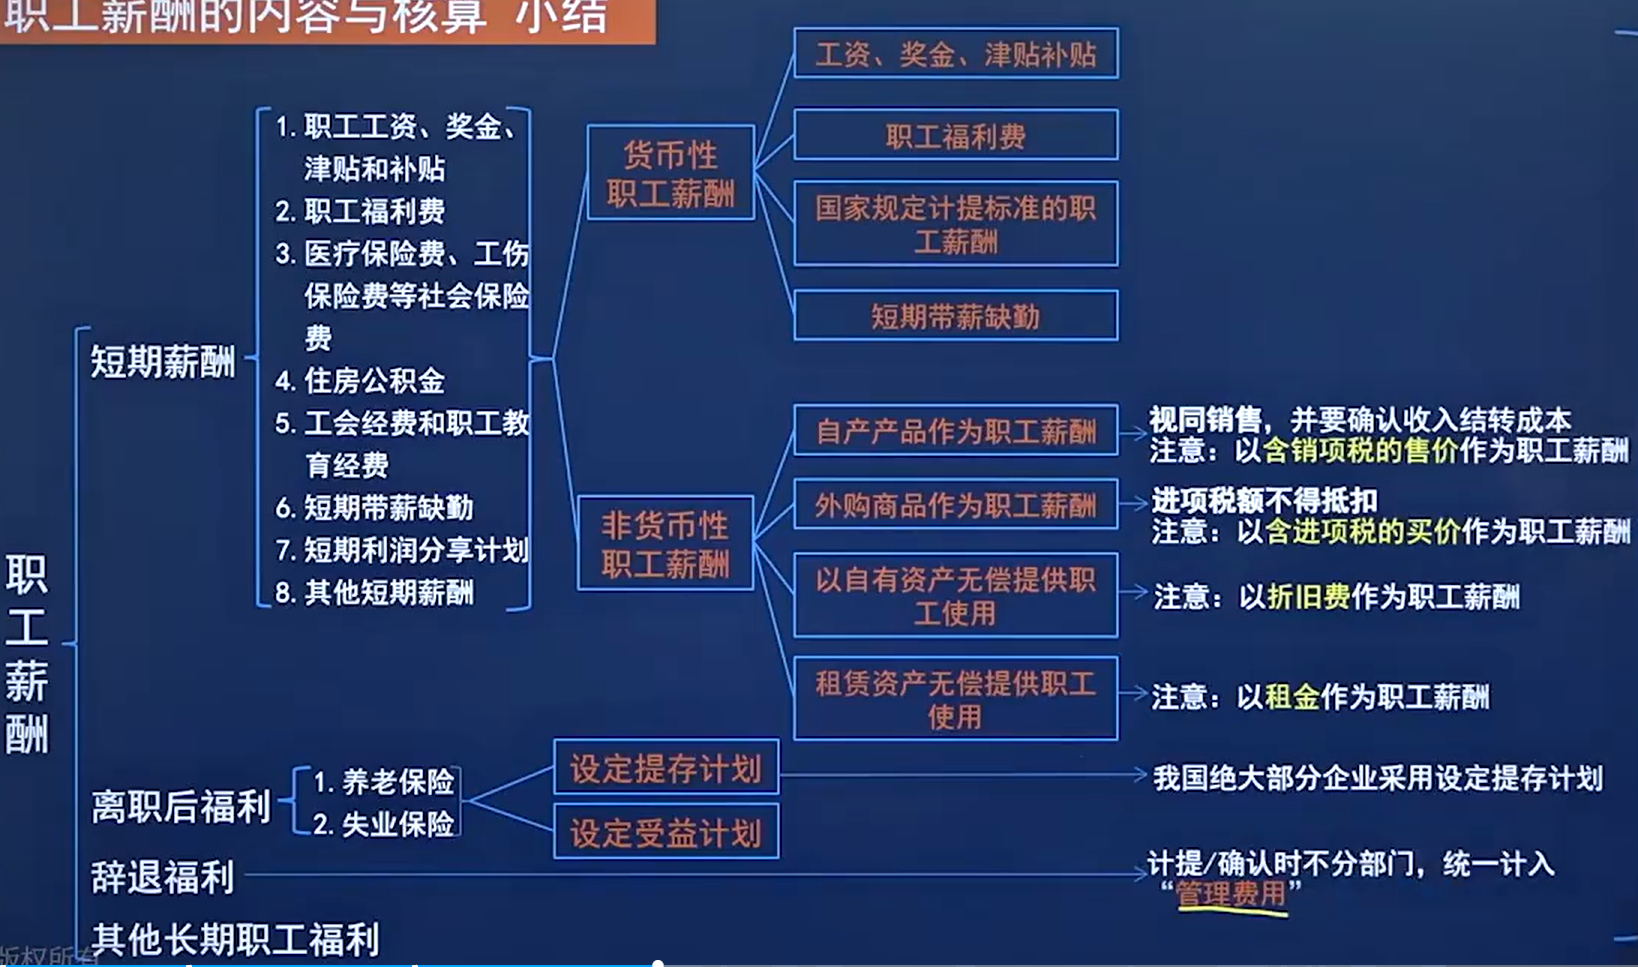 职工薪酬的内容与核算 小结
职工薪酬
短期薪酬
1. 职工工资、奖金、
津贴和补贴
2. 职工福利费
3. 医疗保险费、工伤
保险费等社会保险
费
4. 住房公积金
5. 工会经费和职工教
育经费
6. 短期带薪缺勤
7. 短期利润分享计划
8. 其他短期薪酬
货币性
职工薪酬
工资、奖金、津贴补贴
职工福利费
国家规定计提标准的职
工薪酬
短期带薪缺勤
非货币性
职工薪酬
自产产品作为职工薪酬
视同销售，并要确认收入结转成本
注意：以含销项税的售价作为职工薪酬
外购商品作为职工薪酬
进项税额不得抵扣
注意：以含进项税的买价作为职工薪酬
以自有资产无偿提供职
工使用
注意：以折旧费作为职工薪酬
租赁资产无偿提供职工
使用
注意：以租金作为职工薪酬
离职后福利
1. 养老保险
2. 失业保险
设定提存计划
我国绝大部分企业采用设定提存计划
设定受益计划
辞退福利
计提/确认时不分部门，统一计入
“管理费用”
其他长期职工福利
版权所有